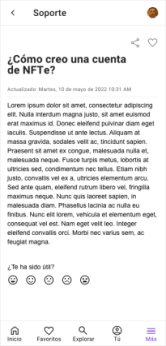 Soporte
¿Cómo creo una cuenta
de NFTe?
Actualizado: Martes, 10 de mayo de 2022 10:31 AM
Lorem ipsum dolor sit amet, consectetur adipiscing
elit. Nulla interdum magna justo, sit amet euismod
erat maximus id. Donec eleifend pulvinar diam eget
iaculis. Suspendisse ut ante lectus. Aliquam at
massa gravida, sodales velit ac, tincidunt sapien.
Praesent sit amet ex congue, malesuada nulla et,
malesuada neque. Fusce turpis metus, lobortis at
ultricies sed, condimentum nec tellus. Etiam nibh
justo, convallis vel ex a, ultricies elementum arcu.
Sed ante quam, eleifend rutrum libero vel, fringilla
maximus neque. Nunc quis laoreet sapien, in
malesuada diam. Phasellus lacinia ac nulla eu
finibus. Nunc elit lorem, vehicula et elementum eget,
consequat vel est. Nam eget velit leo. Integer
eleifend convallis orci. Morbi nec varius sem, ac
feugiat magna.
¿Te ha sido útil?
Inicio
Favoritos
Explorar
Tú
Más